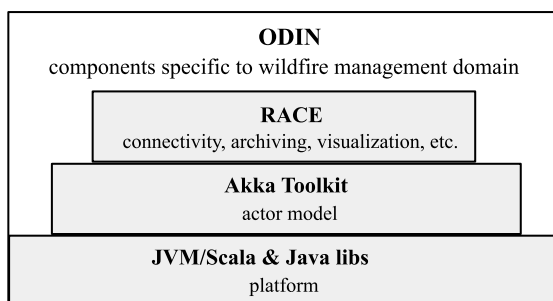 ODIN
components specific to wildfire management domain
RACE
connectivity, archiving, visualization, etc.
Akka Toolkit
actor model
JVM/Scala & Java libs
platform